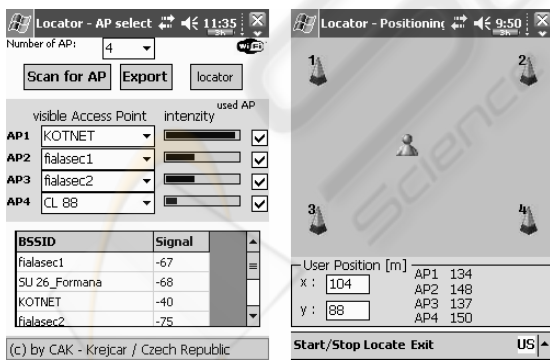 Locator - AP select 11:35
Number of AP: 4 WiFi
Scan for AP Export locator
used AP
visible Access Point intenzity
AP1 KOTNET
AP2 fialasec1
AP3 fialasec2
AP4 CL 88
BSSID Signal
fialasec1 -67
SU 26_Formana -68
KOTNET -40
fialasec2 -75
(c) by CAK - Krejcar / Czech Republic
Locator - Positioning 9:50
1 2
3 4
User Position [m]
x : 104
y : 88
AP1 134
AP2 148
AP3 137
AP4 150
Start/Stop Locate Exit US
Science